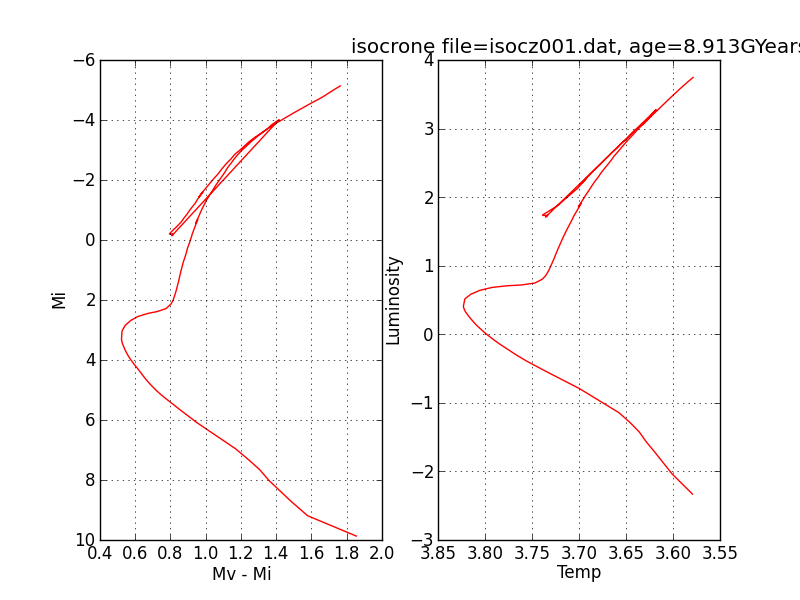 isocrone file=isocz001.dat, age=8.913GYears
−6
−4
−2
0
2
4
6
8
10
Mi
0.4 0.6 0.8 1.0 1.2 1.4 1.6 1.8 2.0
Mv - Mi
4
3
2
1
0
−1
−2
−3
Luminosity
3.85 3.80 3.75 3.70 3.65 3.60 3.55
Temp